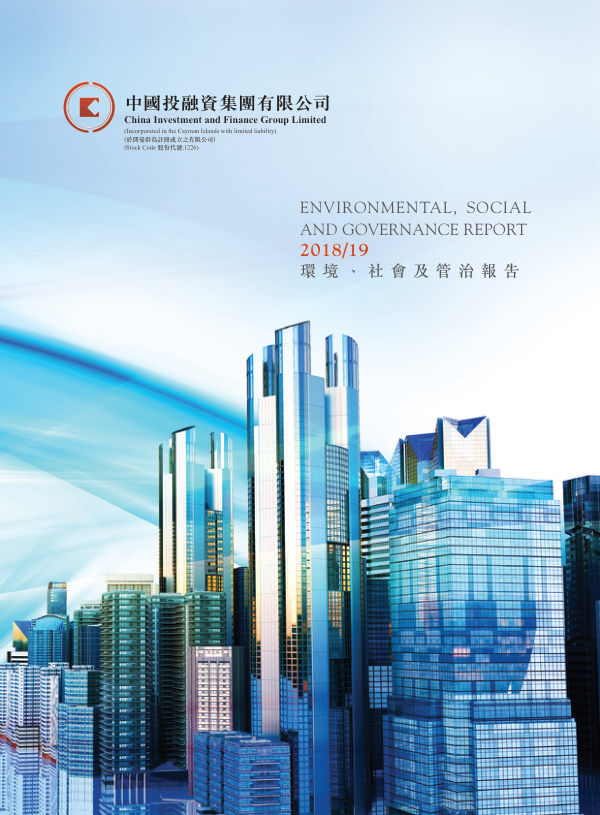 中國投融資集團有限公司
China Investment and Finance Group Limited
(Incorporated in the Cayman Islands with limited liability)
(於開曼群島註冊成立之有限公司)
(Stock Code 股份代號:1226)
ENVIRONMENTAL, SOCIAL
AND GOVERNANCE REPORT
2018/19
環境、社會及管治報告